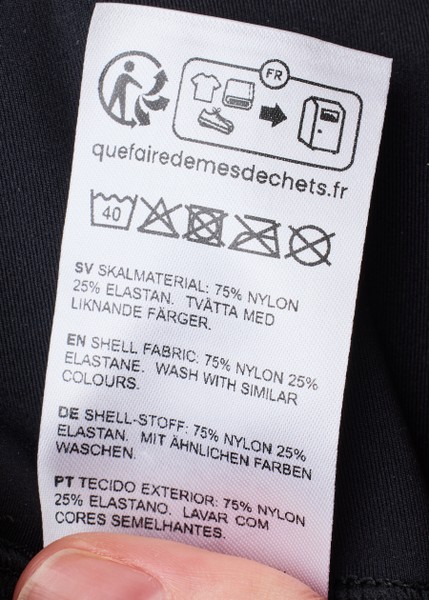 FR
quefairedemesdechets.fr
40
SV SKALMATERIAL: 75% NYLON
25% ELASTAN. TVÄTTA MED
LIKNANDE FÄRGER.
EN SHELL FABRIC: 75% NYLON 25%
ELASTANE. WASH WITH SIMILAR
COLOURS.
DE SHELL-STOFF: 75% NYLON 25%
ELASTAN. MIT ÄHNLICHEN FARBEN
WASCHEN.
PT TECIDO EXTERIOR: 75% NYLON
25% ELASTANO. LAVAR COM
CORES SEMELHANTES.